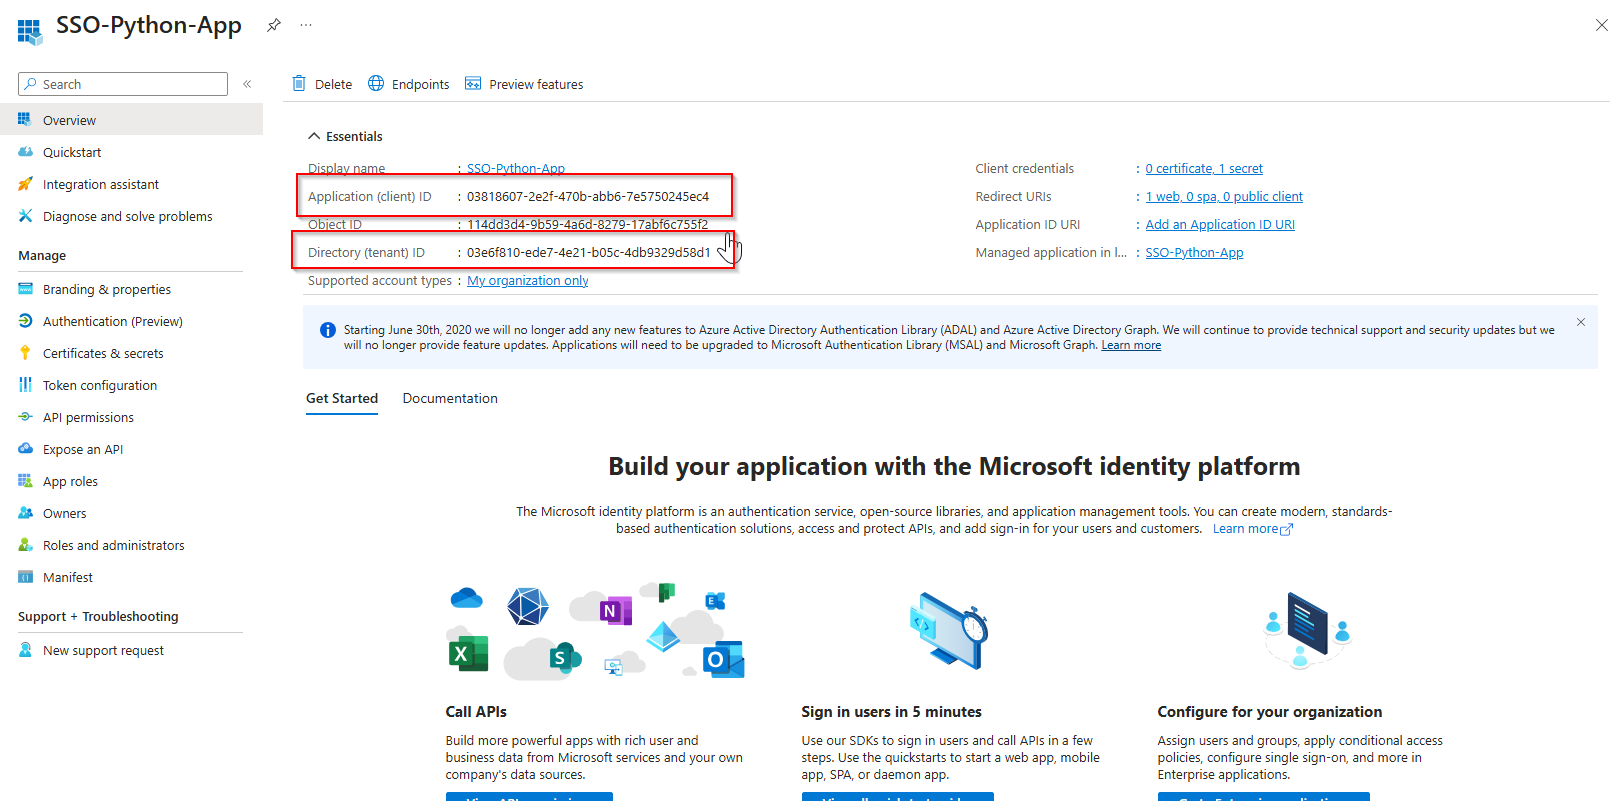 SSO-Python-App
Search
Delete
Endpoints
Preview features
Overview
Quickstart
Integration assistant
Diagnose and solve problems
Manage
Branding & properties
Authentication (Preview)
Certificates & secrets
Token configuration
API permissions
Expose an API
App roles
Owners
Roles and administrators
Manifest
Support + Troubleshooting
New support request
Essentials
Display name : SSO-Python-App
Application (client) ID : 03818607-2e2f-470b-abb6-7e5750245ec4
Object ID : 114dd3d4-9b59-4a6d-8279-17abf6c755f2
Directory (tenant) ID : 03e6f810-ede7-4e21-b05c-4db9329d58d1
Supported account types : My organization only
Client credentials : 0 certificate, 1 secret
Redirect URIs : 1 web, 0 spa, 0 public client
Application ID URI : Add an Application ID URI
Managed application in l... : SSO-Python-App
Starting June 30th, 2020 we will no longer add any new features to Azure Active Directory Authentication Library (ADAL) and Azure Active Directory Graph. We will continue to provide technical support and security updates but we
will no longer provide feature updates. Applications will need to be upgraded to Microsoft Authentication Library (MSAL) and Microsoft Graph. Learn more
Get Started
Documentation
Build your application with the Microsoft identity platform
The Microsoft identity platform is an authentication service, open-source libraries, and application management tools. You can create modern, standards-
based authentication solutions, access and protect APIs, and add sign-in for your users and customers. Learn more
N
E
X
S
O
Call APIs
Build more powerful apps with rich user and
business data from Microsoft services and your own
company's data sources.
Sign in users in 5 minutes
Use our SDKs to sign in users and call APIs in a few
steps. Use the quickstarts to start a web app, mobile
app, SPA, or daemon app.
Configure for your organization
Assign users and groups, apply conditional access
policies, configure single sign-on, and more in
Enterprise applications.